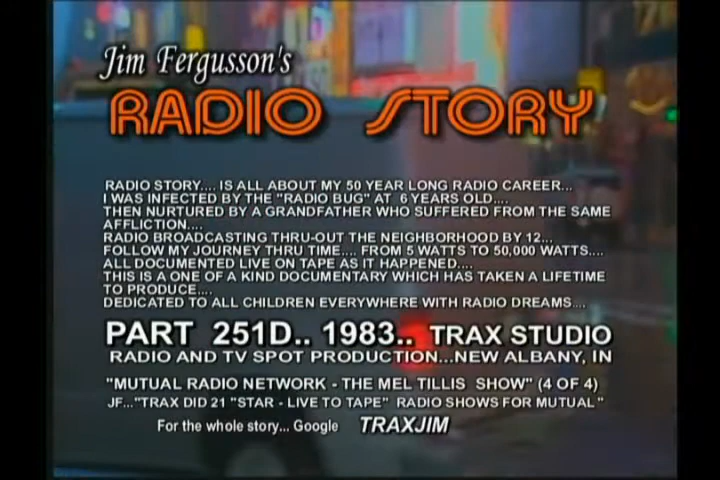 Jim Fergusson's
RADIO STORY
RADIO STORY.... IS ALL ABOUT MY 50 YEAR LONG RADIO CAREER...
I WAS INFECTED BY THE "RADIO BUG" AT 6 YEARS OLD....
THEN NURTURED BY A GRANDFATHER WHO SUFFERED FROM THE SAME
AFFLICTION....
RADIO BROADCASTING THRU-OUT THE NEIGHBORHOOD BY 12...
FOLLOW MY JOURNEY THRU TIME.... FROM 5 WATTS TO 50,000 WATTS....
ALL DOCUMENTED LIVE ON TAPE AS IT HAPPENED....
THIS IS A ONE OF A KIND DOCUMENTARY WHICH HAS TAKEN A LIFETIME
TO PRODUCE....
DEDICATED TO ALL CHILDREN EVERYWHERE WITH RADIO DREAMS....
PART 251D.. 1983.. TRAX STUDIO
RADIO AND TV SPOT PRODUCTION...NEW ALBANY, IN
"MUTUAL RADIO NETWORK - THE MEL TILLIS SHOW" (4 OF 4)
JF..."TRAX DID 21 "STAR - LIVE TO TAPE" RADIO SHOWS FOR MUTUAL"
For the whole story... Google TRAXJIM